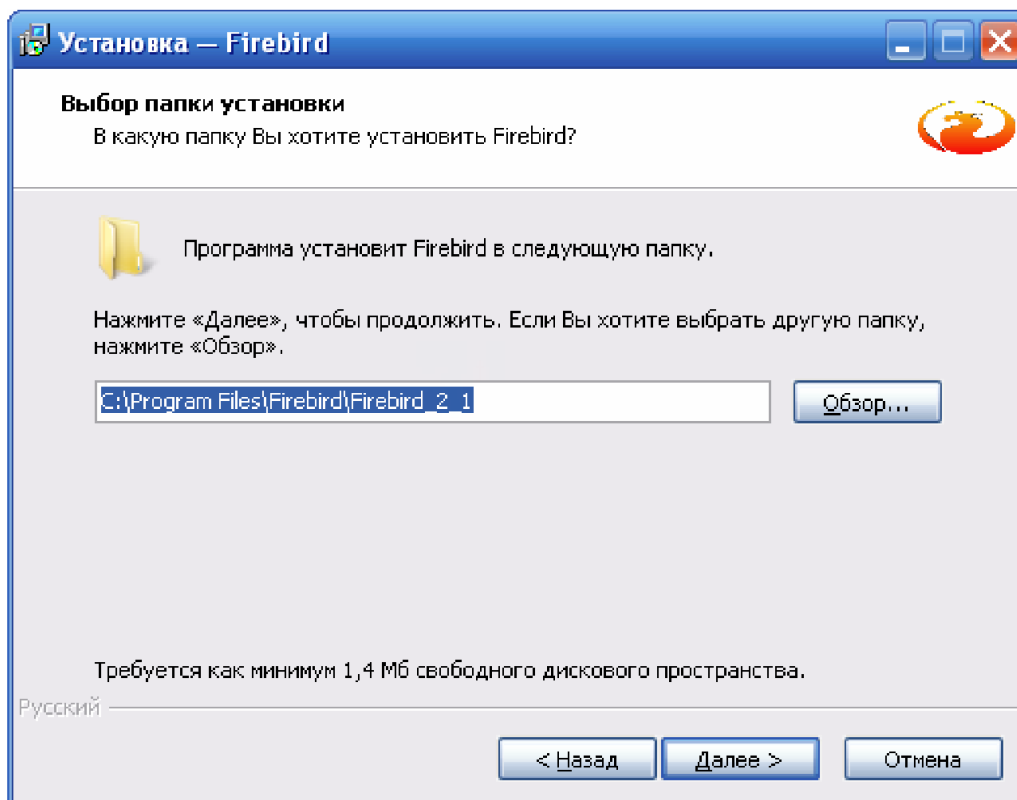 Установка — Firebird
Выбор папки установки
В какую папку Вы хотите установить Firebird?
Программа установит Firebird в следующую папку.
Нажмите «Далее», чтобы продолжить. Если Вы хотите выбрать другую папку,
нажмите «Обзор».
C:\Program Files\Firebird\Firebird_2_1
Обзор...
Требуется как минимум 1,4 Мб свободного дискового пространства.
Русский
< Назад
Далее >
Отмена